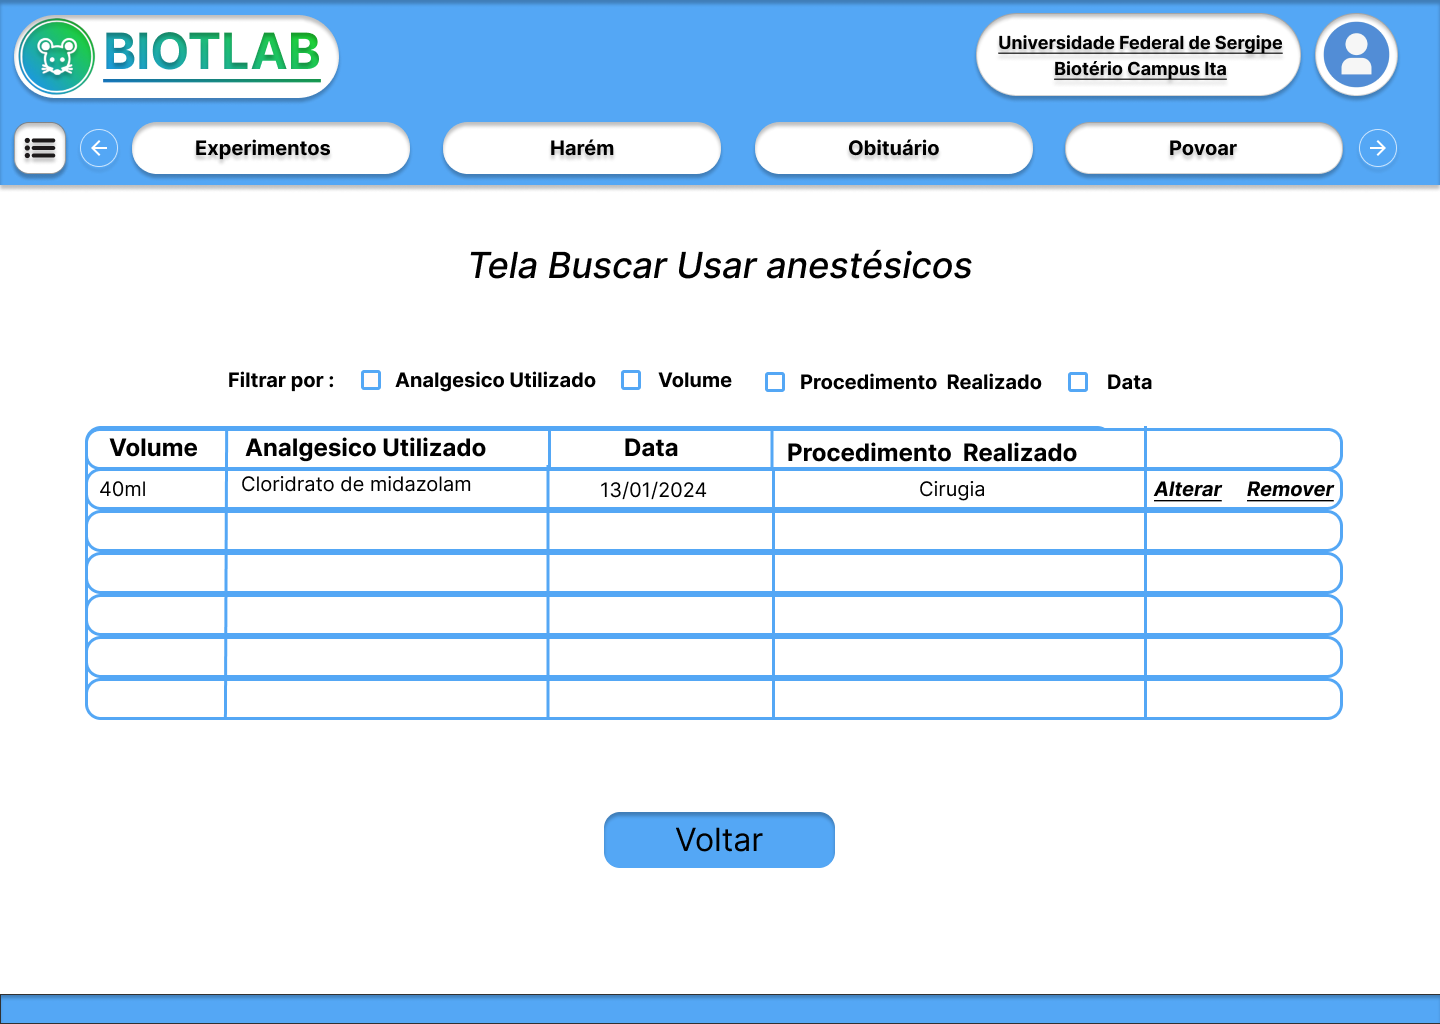 BIOTLAB
Universidade Federal de Sergipe
Biotério Campus Ita
Experimentos
Harém
Obituário
Povoar
Tela Buscar Usar anestésicos
Filtrar por :
Analgesico Utilizado
Volume
Procedimento  Realizado
Data
Volume
Analgesico Utilizado
Data
Procedimento  Realizado
40ml
Cloridrato de midazolam
13/01/2024
Cirugia
Alterar
Remover
Voltar